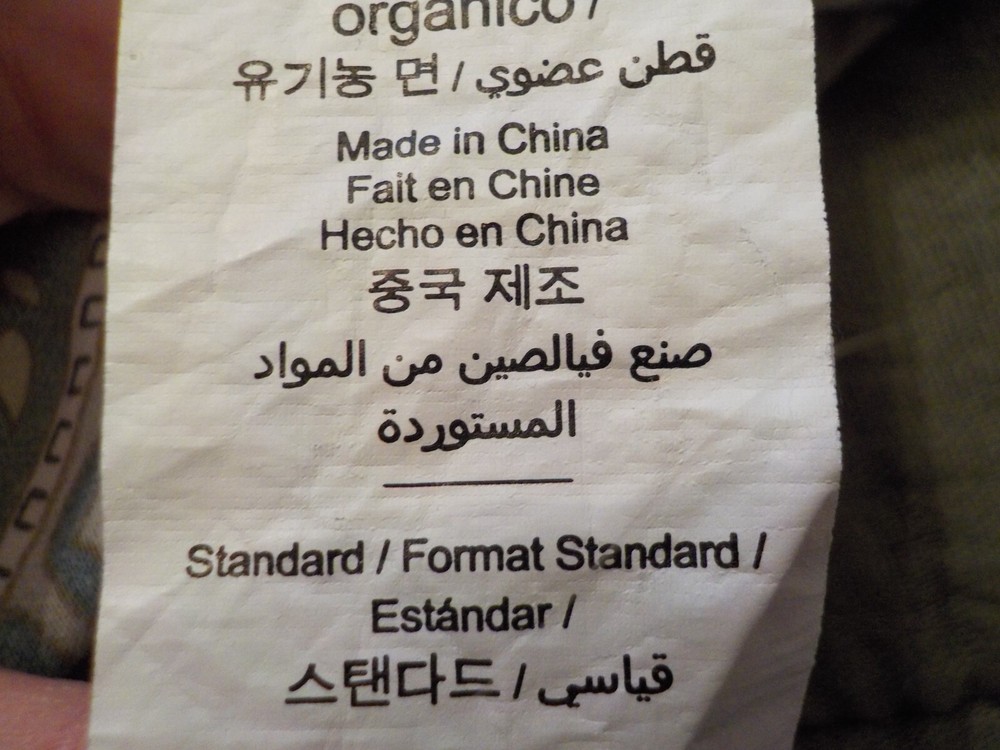 orgánico /
유기농 면 / قطن عضوي
Made in China
Fait en Chine
Hecho en China
중국 제조
صنع فيالصين من المواد
المستوردة
Standard / Format Standard /
Estándar /
스탠다드 / قياسي